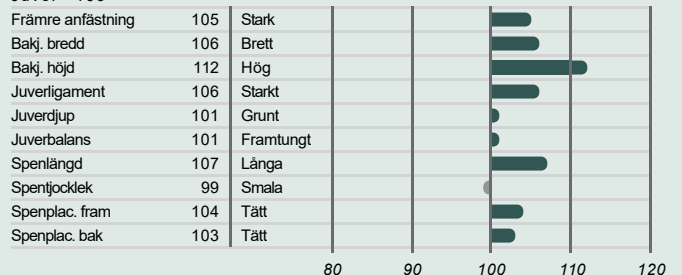 Främre anfästning 105 Stark
Bakj. bredd 106 Brett
Bakj. höjd 112 Hög
Juverligament 106 Starkt
Juverdjup 101 Grunt
Juverbalans 101 Framtungt
Spenlängd 107 Långa
Spentjocklek 99 Smala
Spenplac. fram 104 Tätt
Spenplac. bak 103 Tätt
80 90 100 110 120